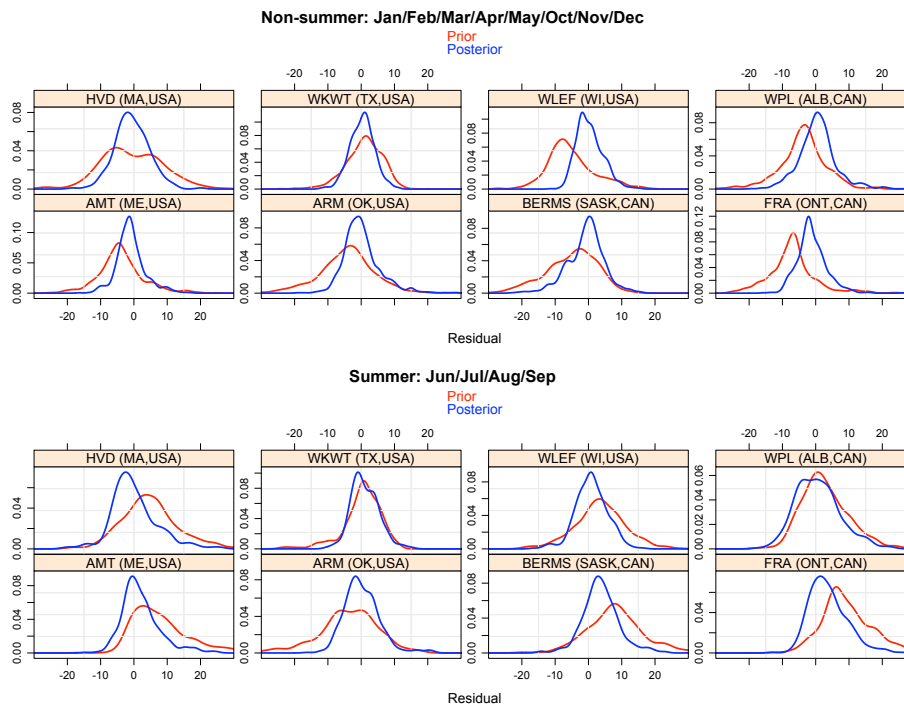 Non-summer: Jan/Feb/Mar/Apr/May/Oct/Nov/Dec
Prior
Posterior
-20 -10 0 10 20
-20 -10 0 10 20
HVD (MA,USA) WKWT (TX,USA) WLEF (WI,USA) WPL (ALB,CAN)
0.00 0.04 0.08
0.00 0.04 0.08
0.00 0.04 0.08
0.00 0.04 0.08
AMT (ME,USA) ARM (OK,USA) BERMS (SASK,CAN) FRA (ONT,CAN)
0.00 0.05 0.10
0.00 0.04 0.08
0.00 0.04 0.08
0.00 0.04 0.08 0.12
-20 -10 0 10 20
-20 -10 0 10 20
Residual
Summer: Jun/Jul/Aug/Sep
Prior
Posterior
-20 -10 0 10 20
-20 -10 0 10 20
HVD (MA,USA) WKWT (TX,USA) WLEF (WI,USA) WPL (ALB,CAN)
0.00 0.04
0.00 0.04 0.08
0.00 0.04 0.08
0.00 0.02 0.04 0.06
AMT (ME,USA) ARM (OK,USA) BERMS (SASK,CAN) FRA (ONT,CAN)
0.00 0.04 0.08
0.00 0.04 0.08
0.00 0.04 0.08
0.00 0.04
-20 -10 0 10 20
-20 -10 0 10 20
Residual